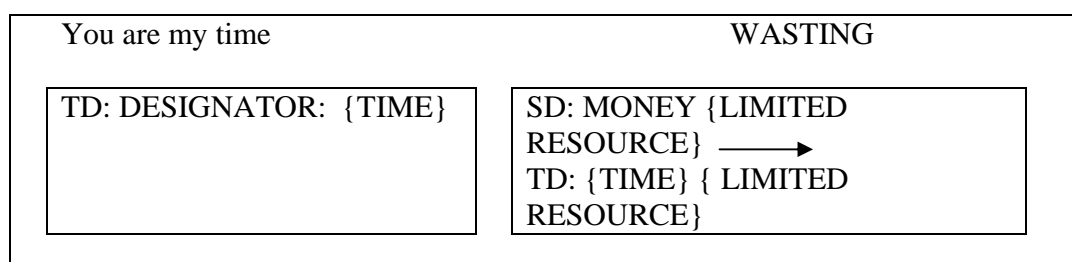 You are my time WASTING
TD: DESIGNATOR: {TIME}
SD: MONEY {LIMITED
RESOURCE}
TD: {TIME} { LIMITED
RESOURCE}